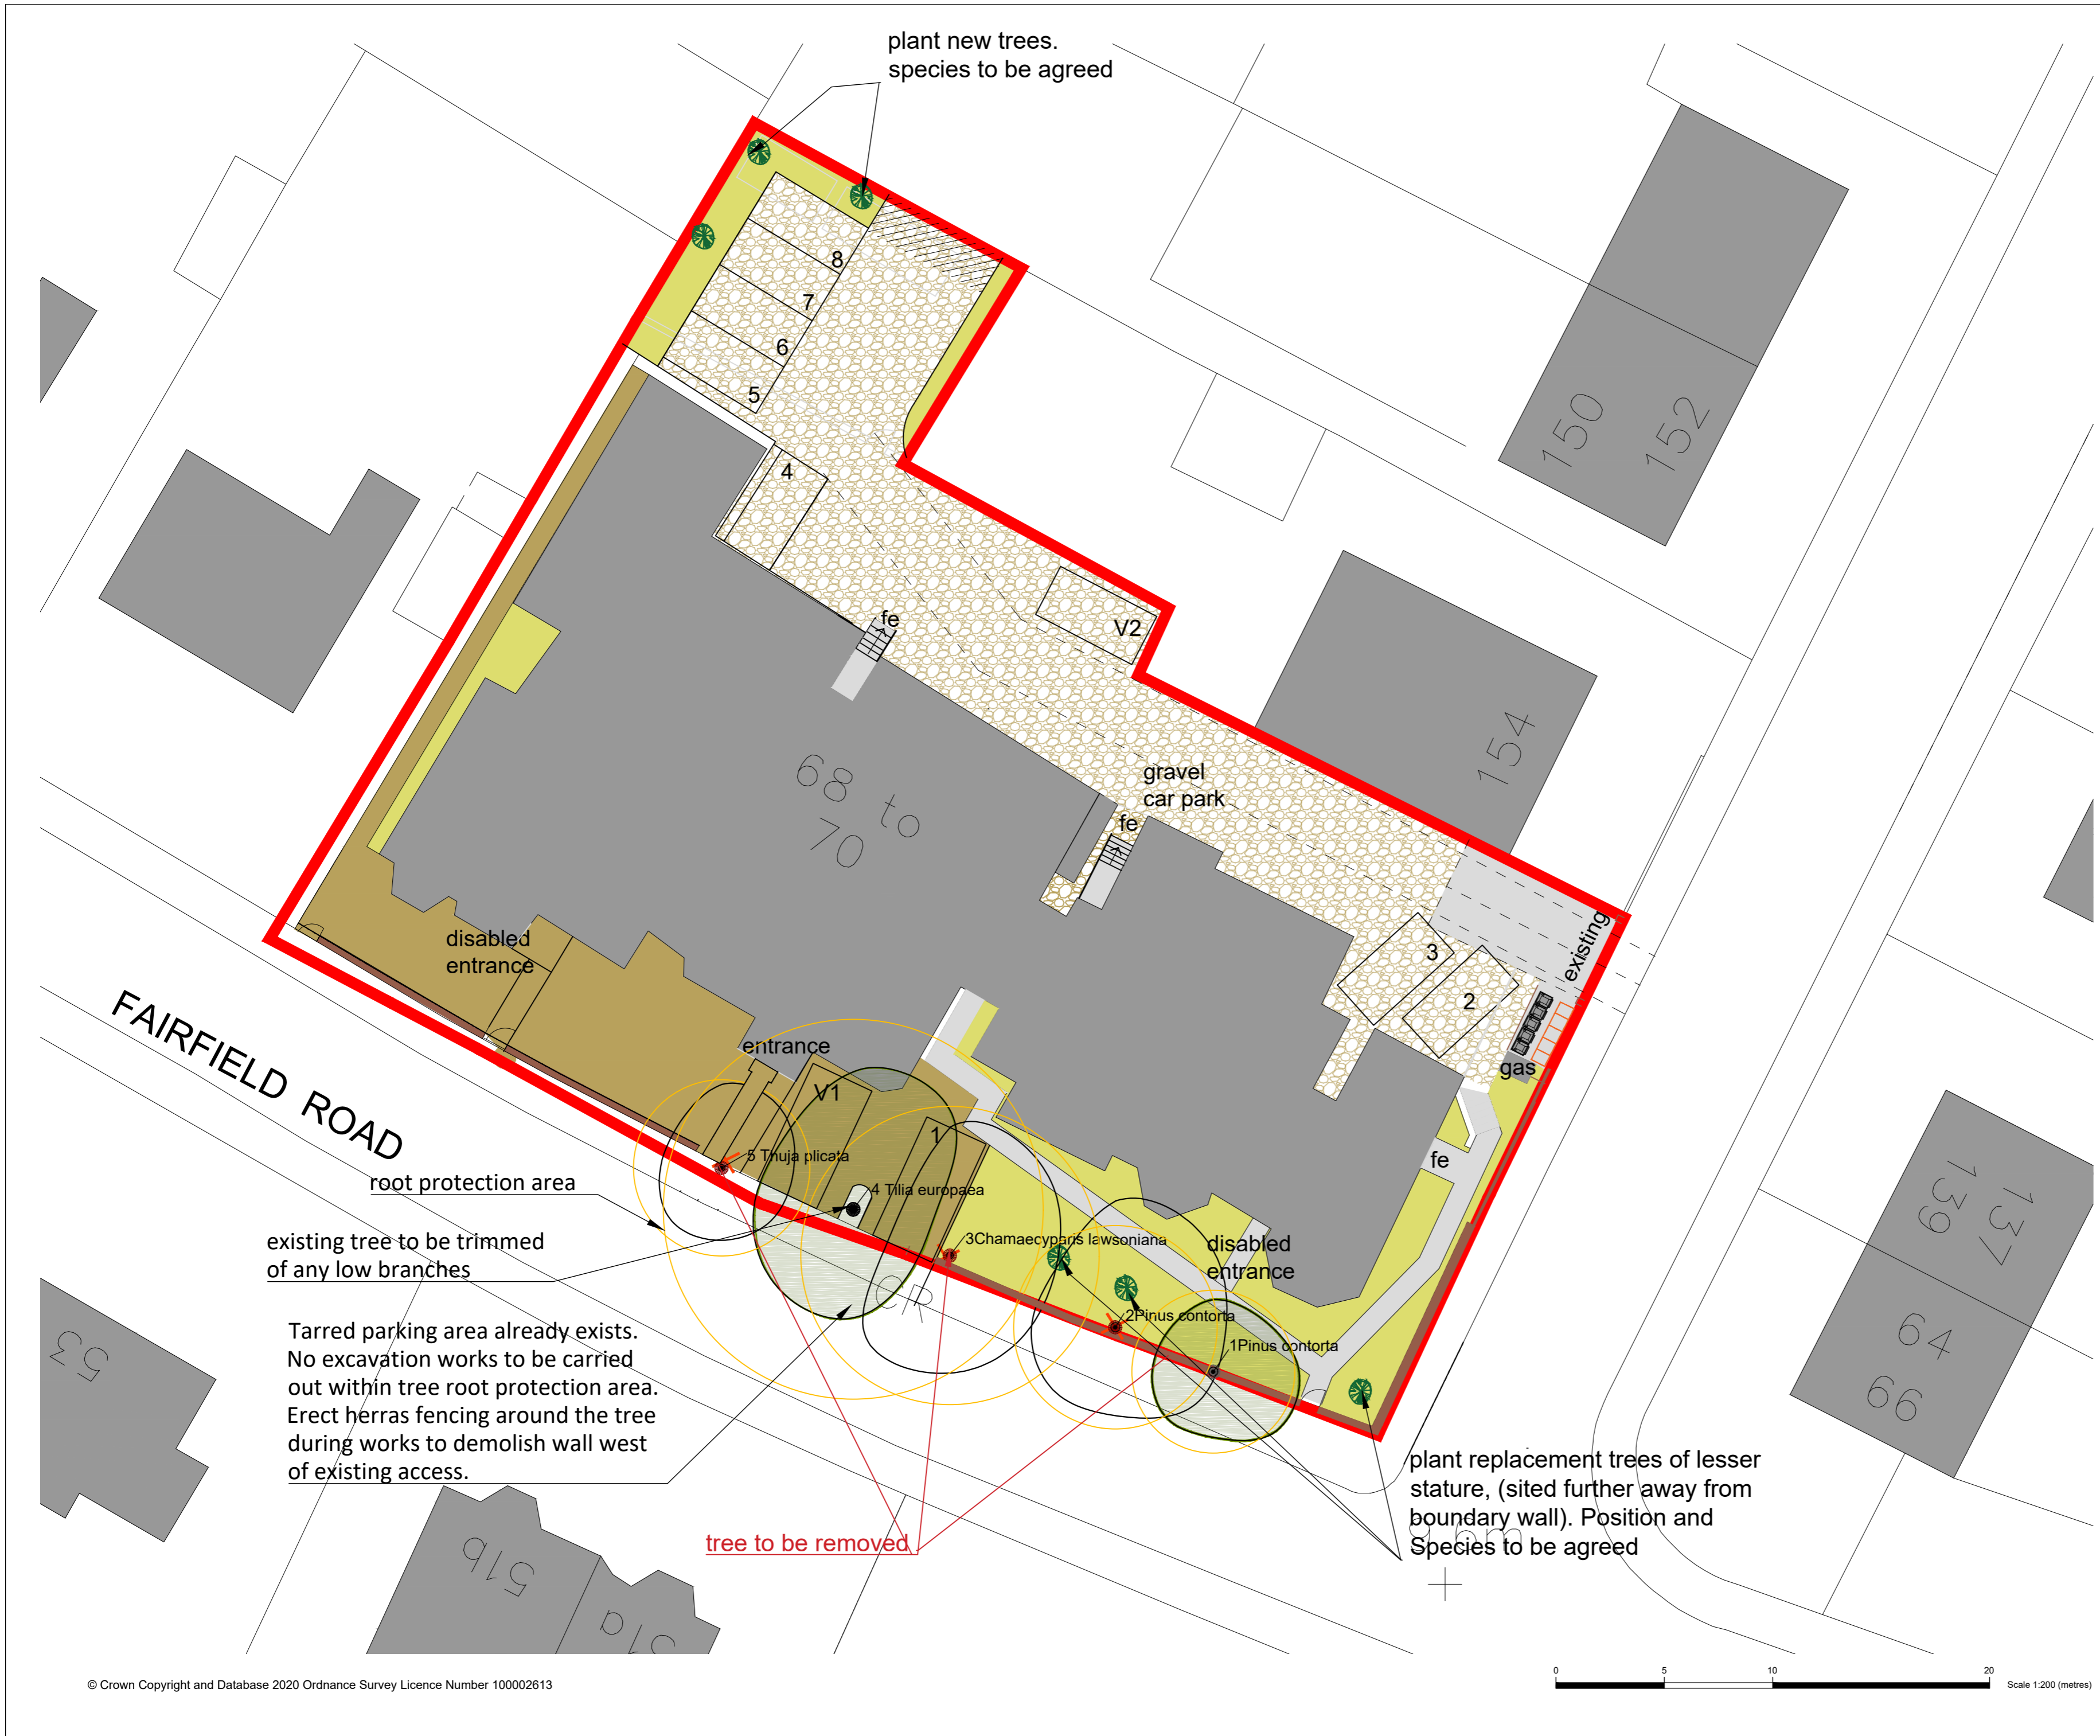 plant new trees.
species to be agreed
8
7
6
5
4
150
152
fe
V2
154
68 to
70
gravel
car park
fe
existing
3
2
disabled
entrance
gas
FAIRFIELD ROAD
entrance
V1
1
5 Thuja plicata
fe
139
137
root protection area
4 Tilia europaea
existing tree to be trimmed
of any low branches
3Chamaecyparis lawsoniana
disabled
entrance
2Pinus contorta
1Pinus contorta
CP
64
66
53
Tarred parking area already exists.
No excavation works to be carried
out within tree root protection area.
Erect herras fencing around the tree
during works to demolish wall west
of existing access.
plant replacement trees of lesser
stature, (sited further away from
boundary wall). Position and
Species to be agreed
9.6m
tree to be removed
51b
51a
© Crown Copyright and Database 2020 Ordnance Survey Licence Number 100002613
0 5 10 20
Scale 1:200 (metres)